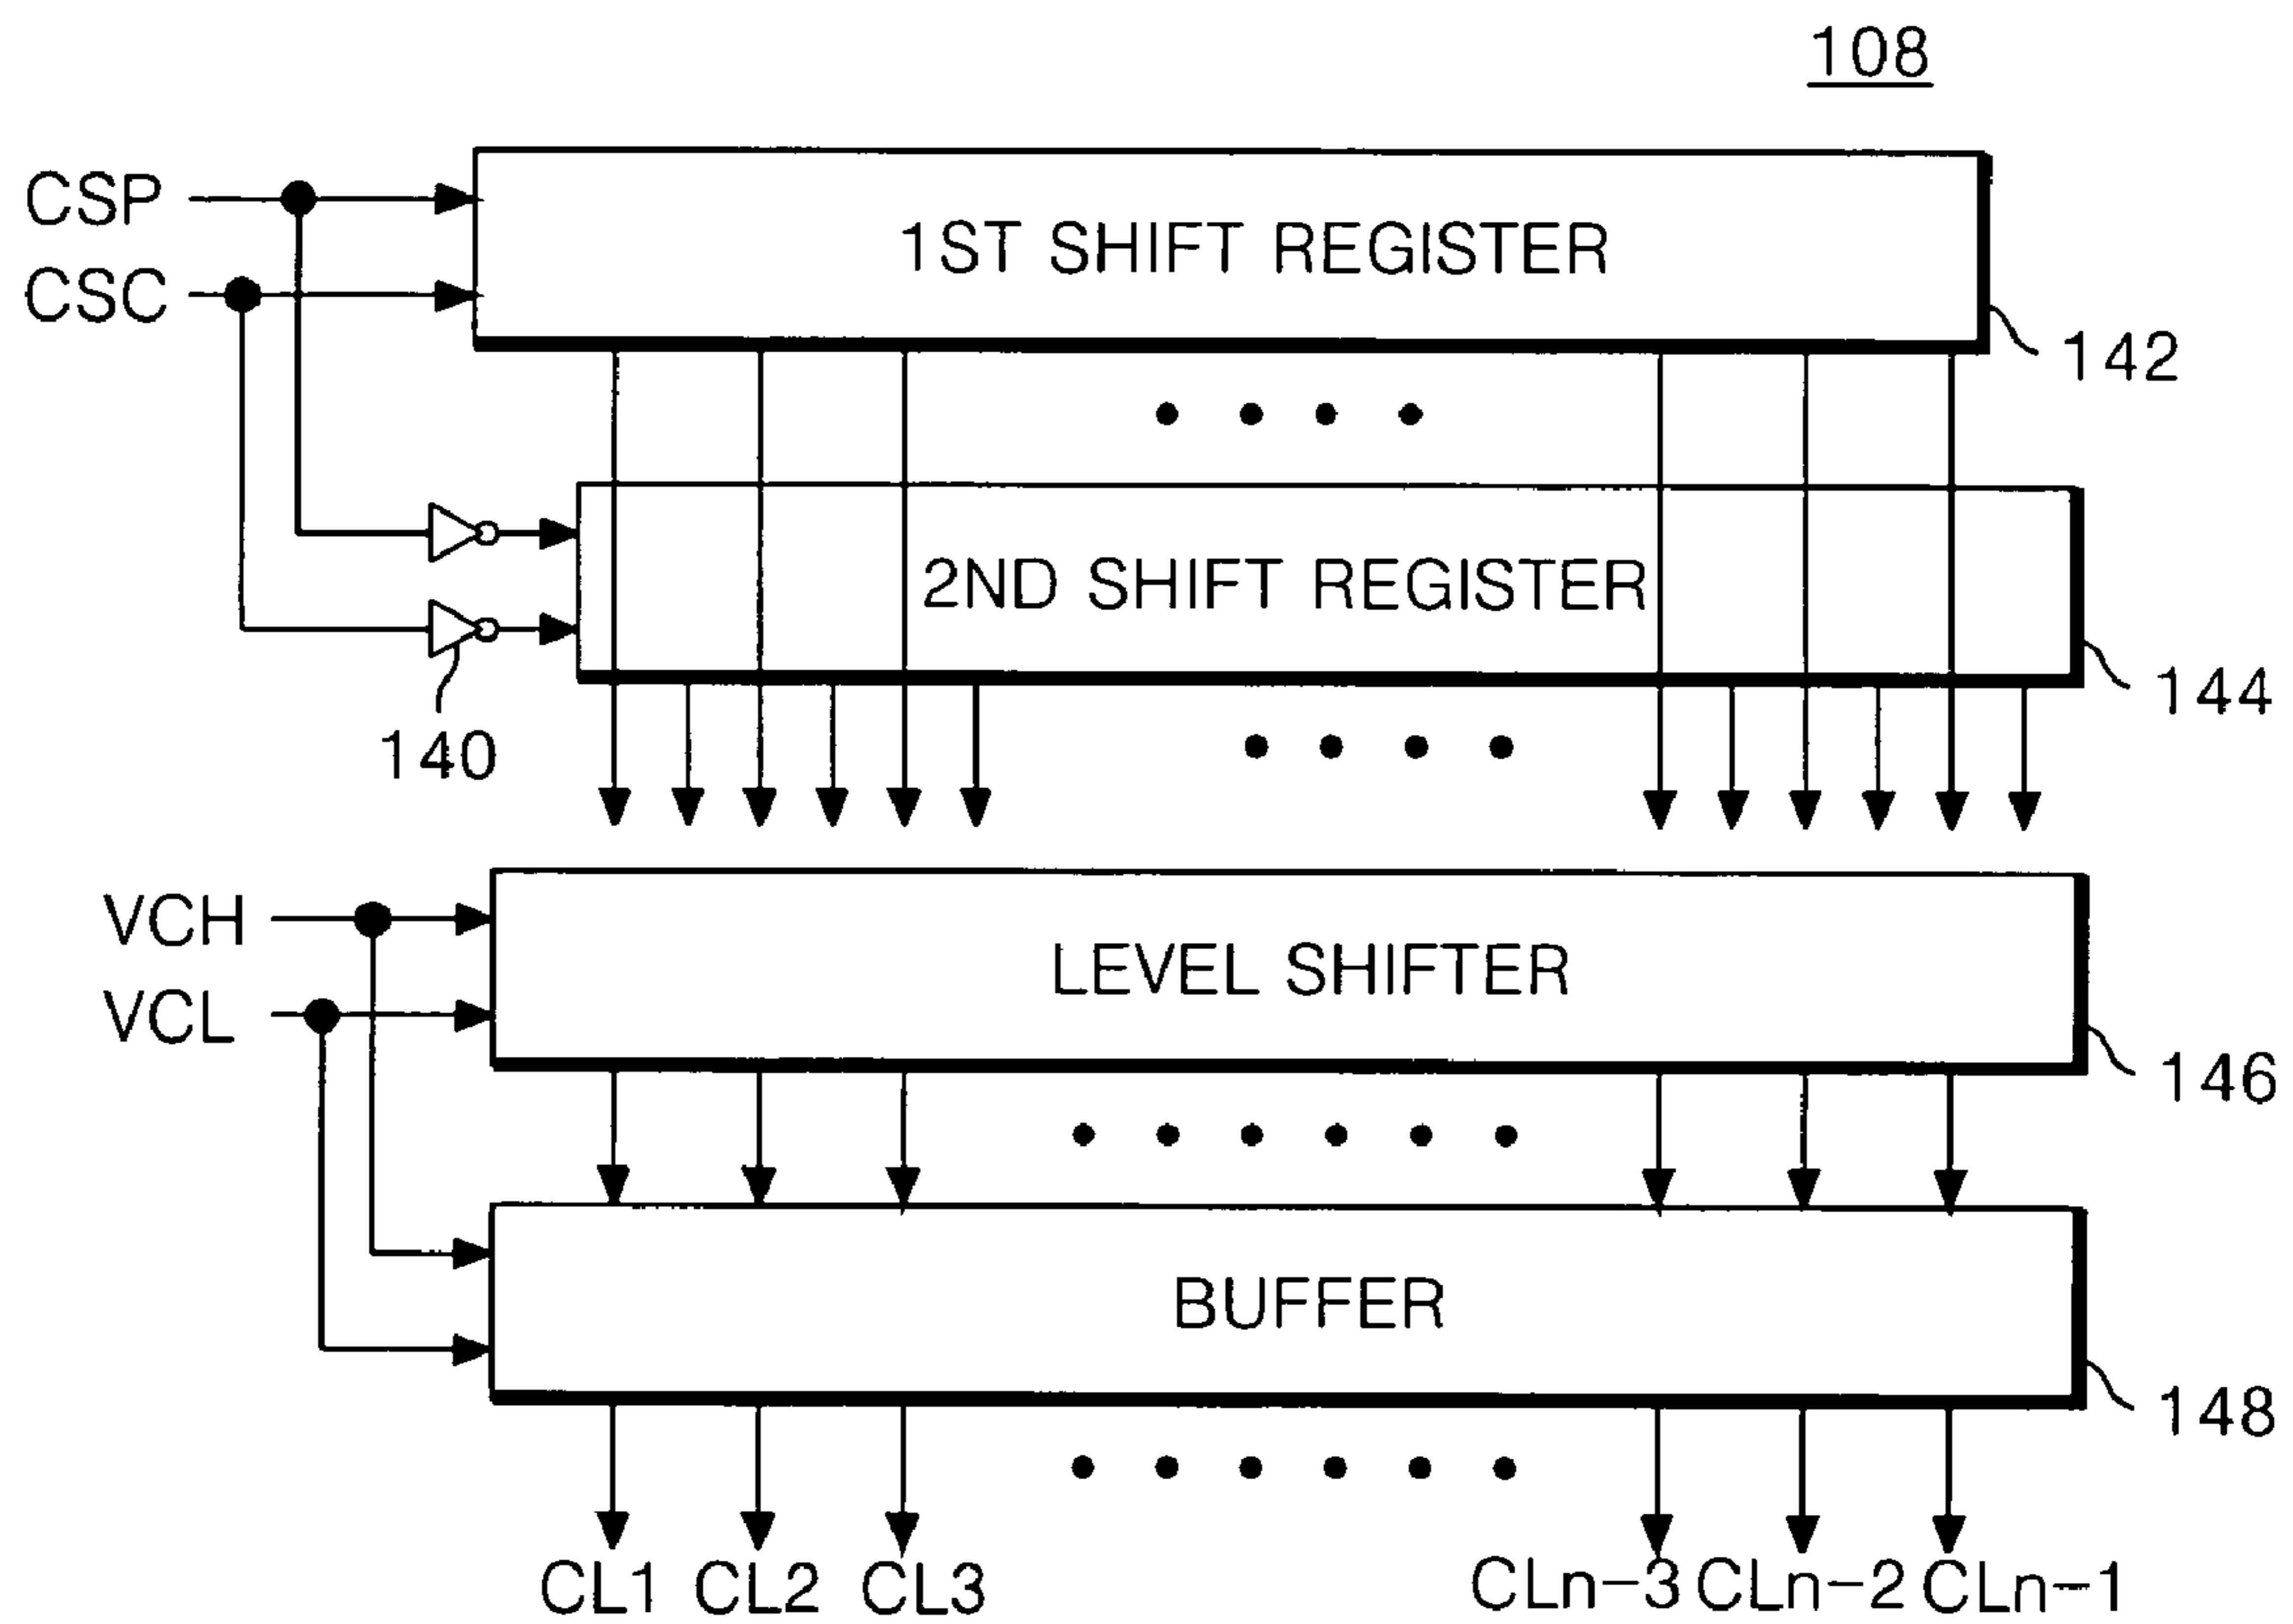 108
CSP
1ST SHIFT REGISTER
CSC
142
2ND SHIFT REGISTER
144
140
VCH
LEVEL SHIFTER
VCL
146
BUFFER
148
CL1 CL2 CL3 CLn-3 CLn-2 CLn-1